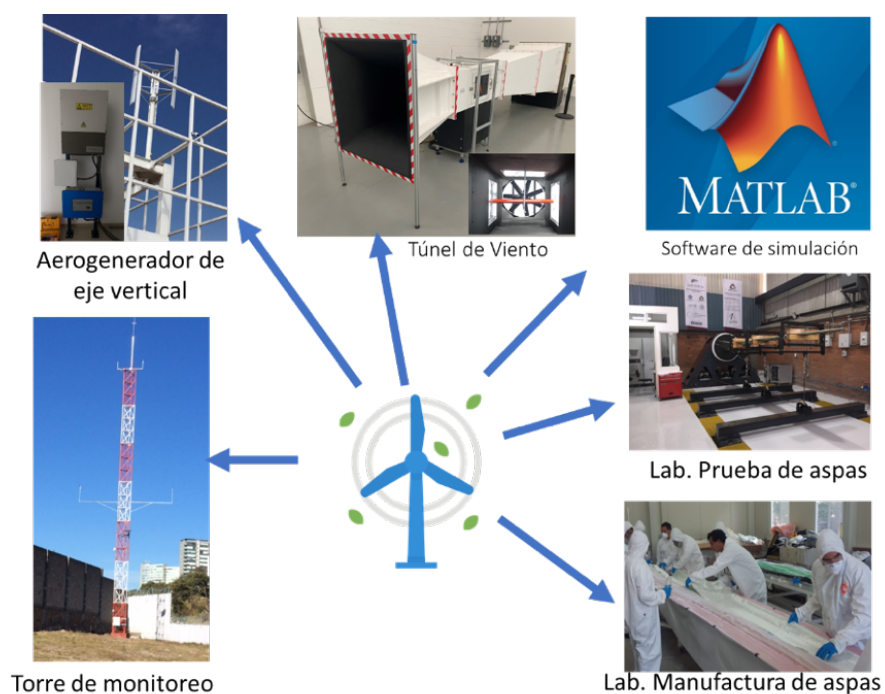 MATLAB®
Túnel de Viento
Software de simulación
Aerogenerador de
eje vertical
Lab. Prueba de aspas
Torre de monitoreo
Lab. Manufactura de aspas